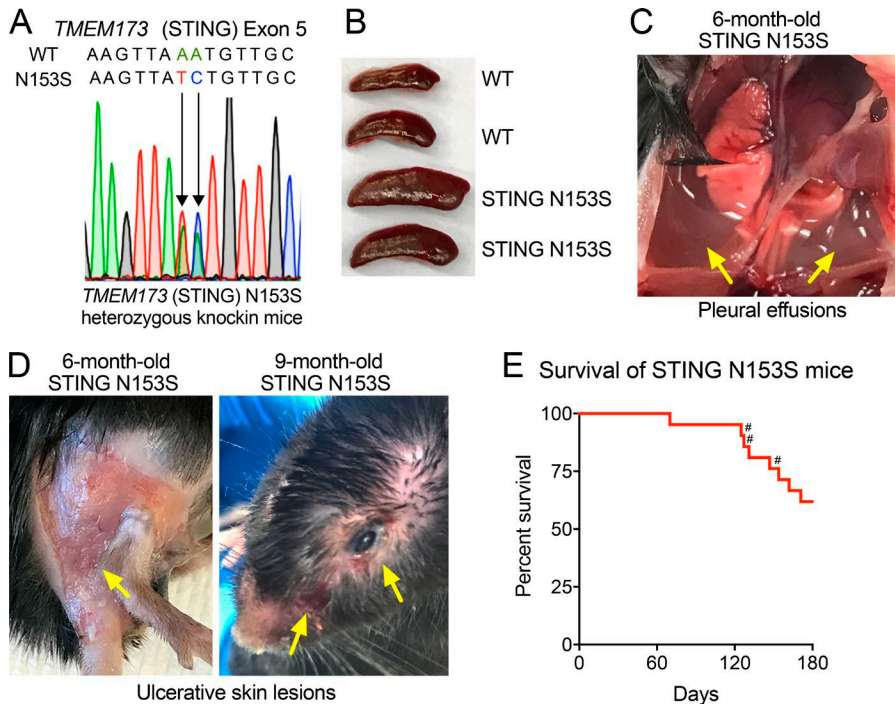 A
TMEM173 (STING) Exon 5
WT AAGTTAAATGTTGC
N153S AAGTTATCTGTTGC
TMEM173 (STING) N153S
heterozygous knockin mice
B
WT
WT
STING N153S
STING N153S
C
6-month-old
STING N153S
Pleural effusions
D
6-month-old
STING N153S
9-month-old
STING N153S
Ulcerative skin lesions
E Survival of STING N153S mice
100
75
50
25
0
Percent survival
#
#
#
0 60 120 180
Days